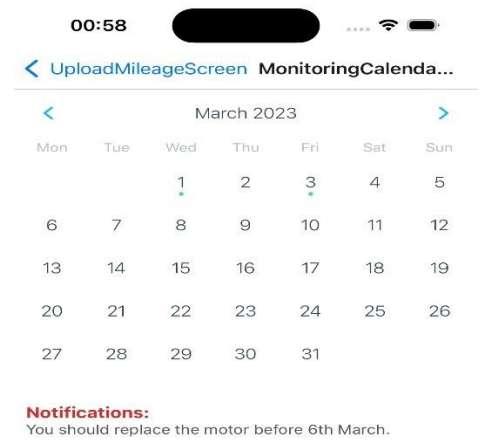 00:58
UploadMileageScreen MonitoringCalenda...
March 2023
Mon Tue Wed Thu Fri Sat Sun
1 2 3 4 5
6 7 8 9 10 11 12
13 14 15 16 17 18 19
20 21 22 23 24 25 26
27 28 29 30 31
Notifications:
You should replace the motor before 6th March.